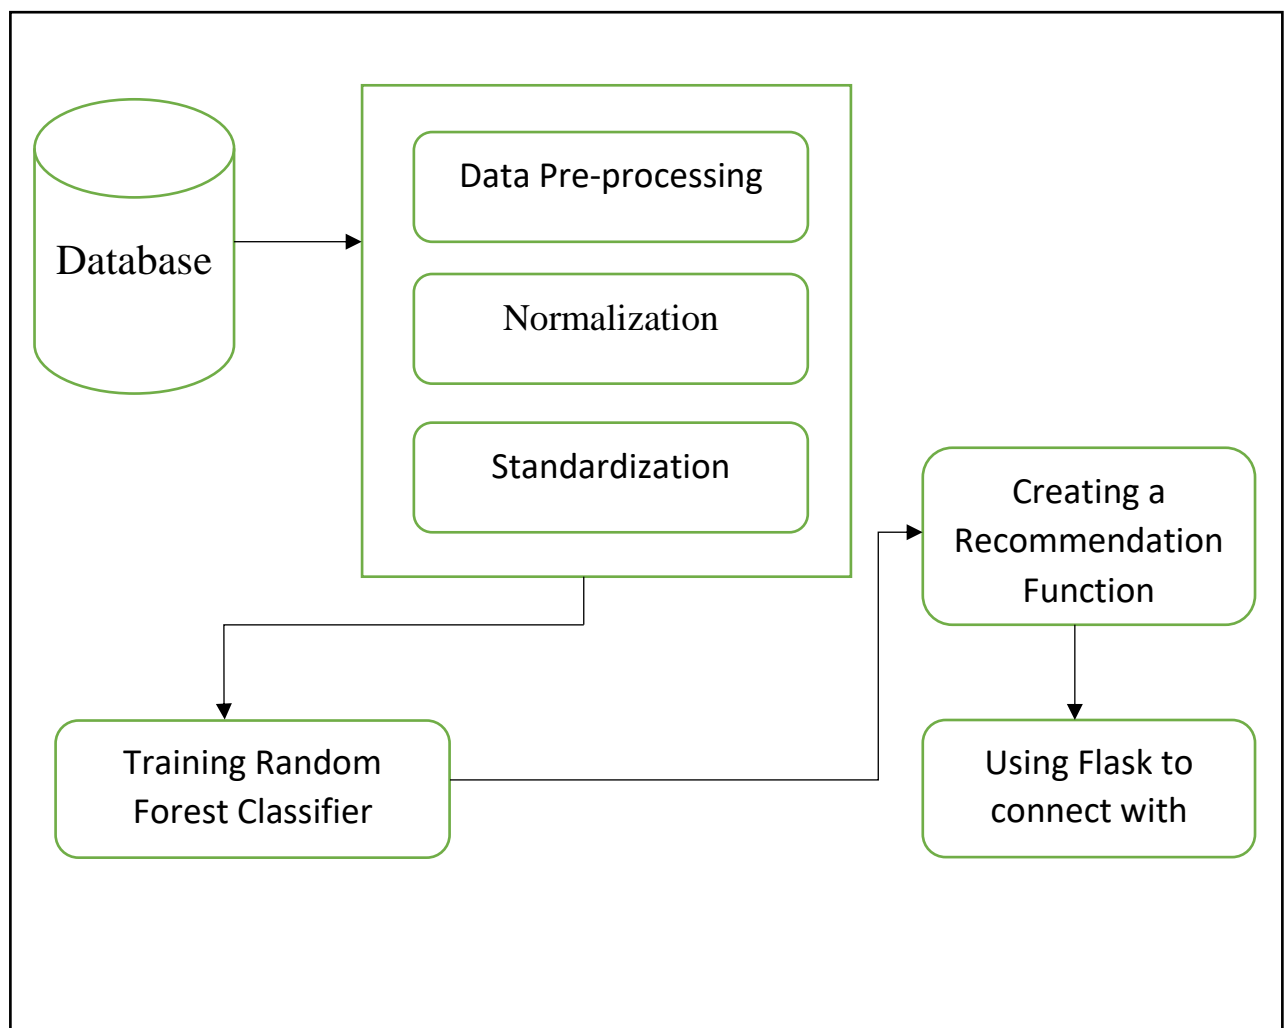 Database
Data Pre-processing
Normalization
Standardization
Training Random
Forest Classifier
Creating a
Recommendation
Function
Using Flask to
connect with